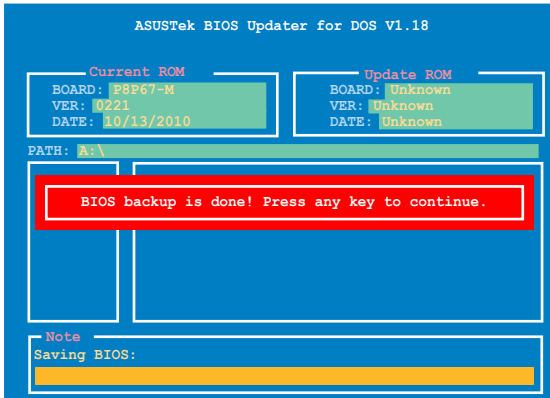 ASUSTek BIOS Updater for DOS V1.18
Current ROM
BOARD: P8P67-M
VER: 0221
DATE: 10/13/2010
Update ROM
BOARD: Unknown
VER: Unknown
DATE: Unknown
PATH: A:\
BIOS backup is done! Press any key to continue.
Note
Saving BIOS: